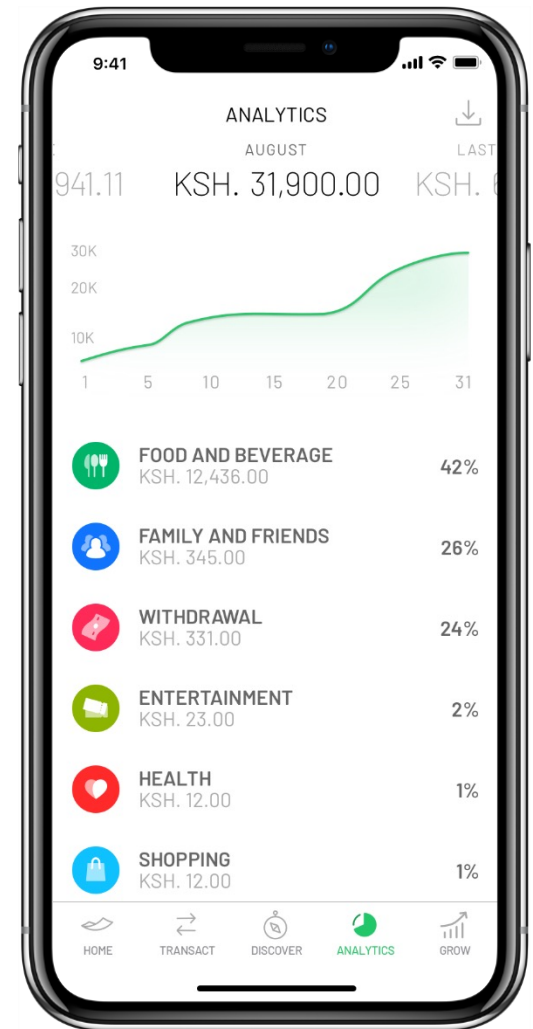 9:41
ANALYTICS
AUGUST
LAST
941.11
KSH. 31,900.00
KSH.
30K
20K
10K
1 5 10 15 20 25 31
FOOD AND BEVERAGE
KSH. 12,436.00
42%
FAMILY AND FRIENDS
KSH. 345.00
26%
WITHDRAWAL
KSH. 331.00
24%
ENTERTAINMENT
KSH. 23.00
2%
HEALTH
KSH. 12.00
1%
SHOPPING
KSH. 12.00
1%
HOME TRANSACT DISCOVER ANALYTICS GROW